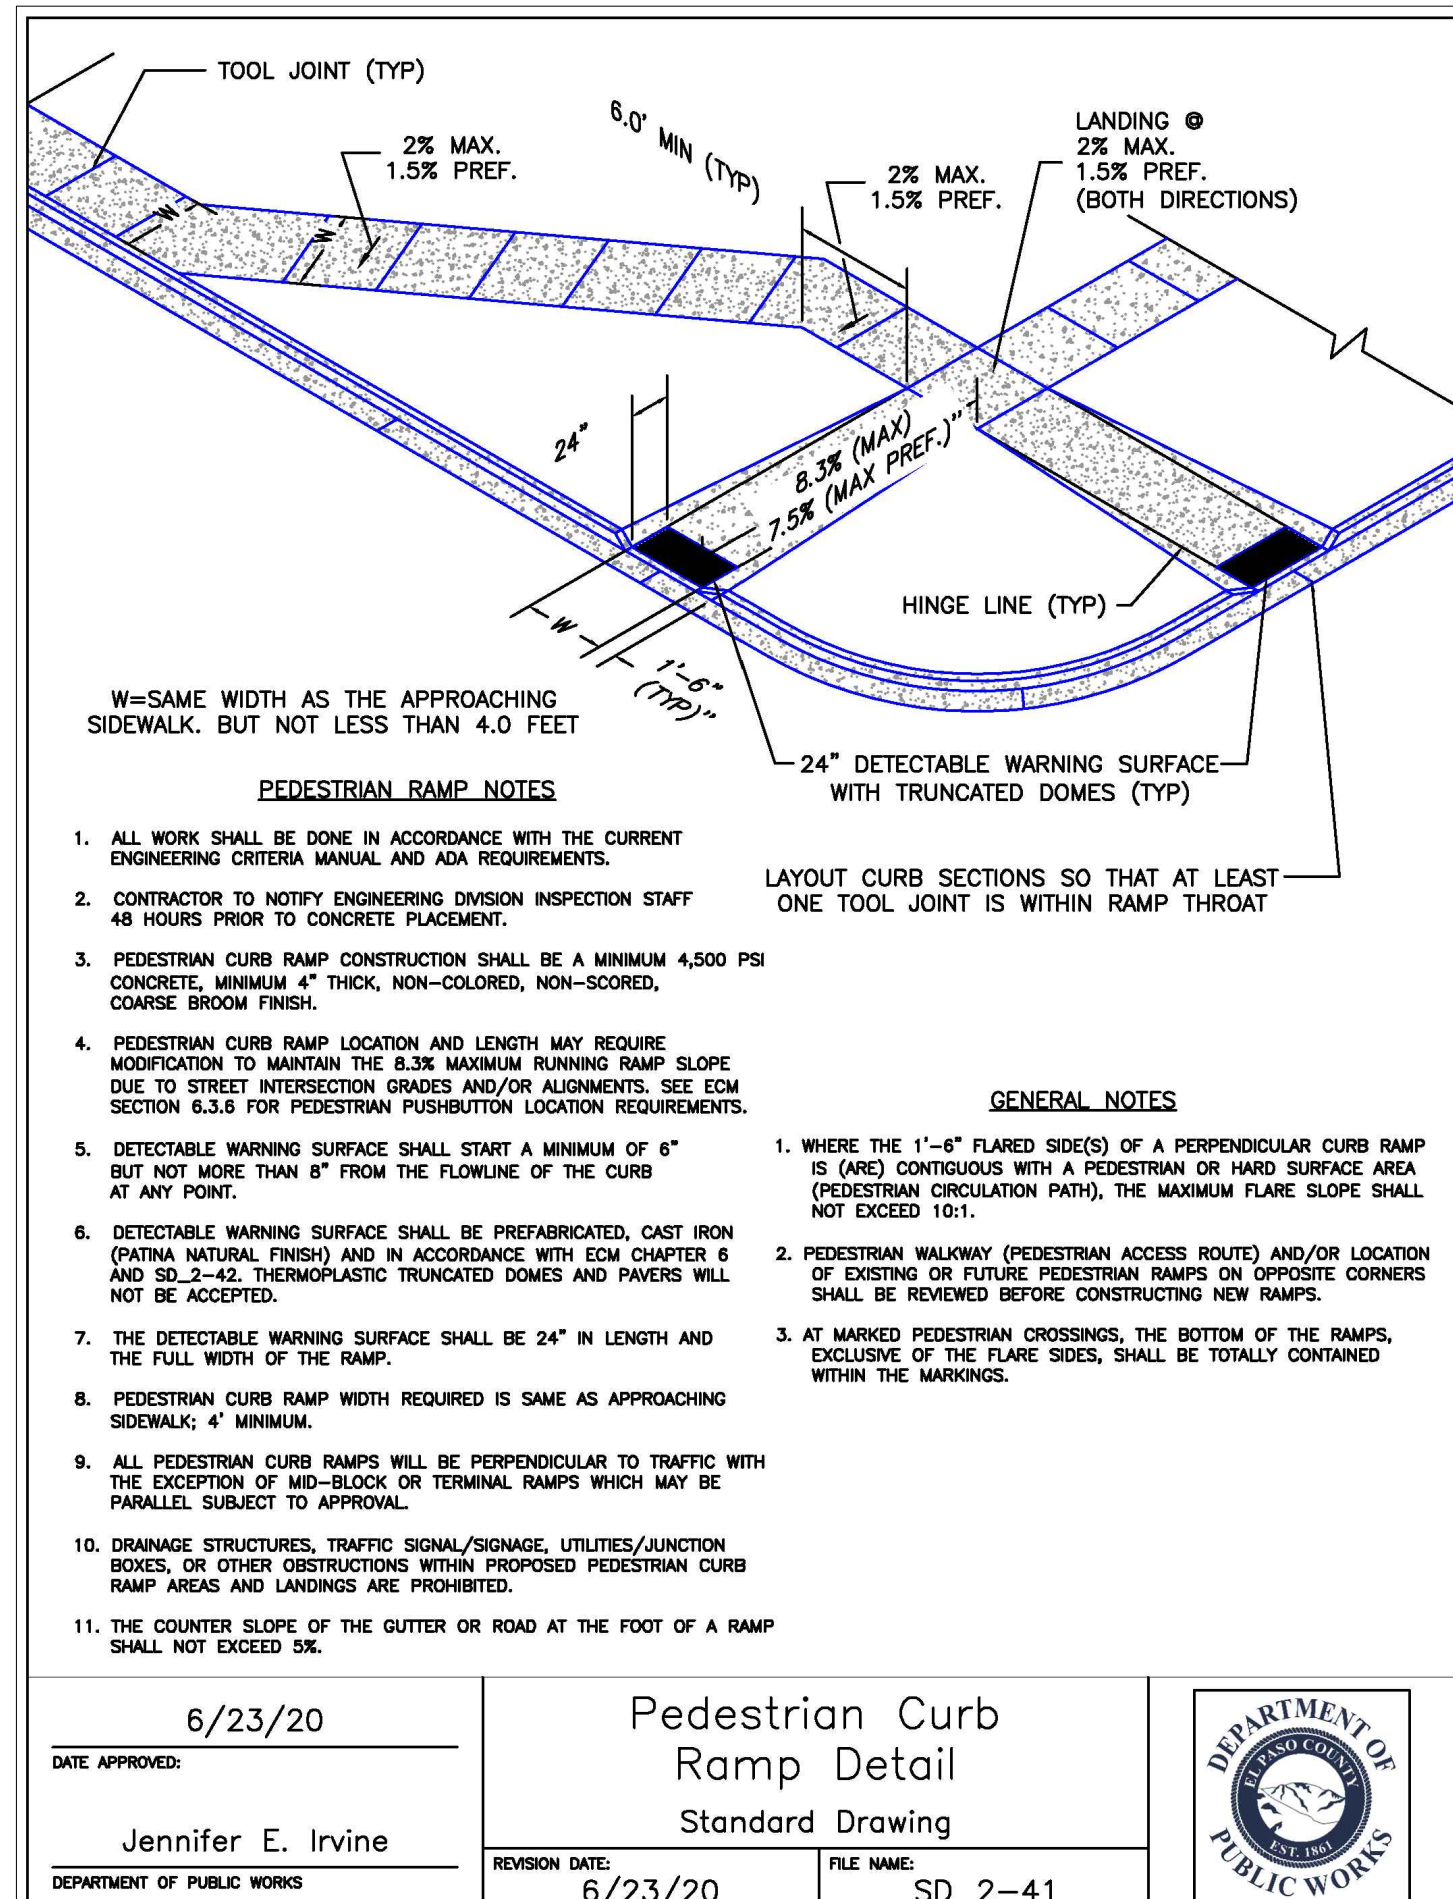 TOOL JOINT (TYP)
2% MAX.
1.5% PREF.
6.0' MIN (TYP)
2% MAX.
1.5% PREF.
LANDING @
2% MAX.
1.5% PREF.
(BOTH DIRECTIONS)
W
W
24"
8.3% (MAX)
7.5% (MAX PREF.)"
HINGE LINE (TYP)
W
1'-6"
(TYP)"
W=SAME WIDTH AS THE APPROACHING
SIDEWALK. BUT NOT LESS THAN 4.0 FEET
24" DETECTABLE WARNING SURFACE
WITH TRUNCATED DOMES (TYP)
LAYOUT CURB SECTIONS SO THAT AT LEAST
ONE TOOL JOINT IS WITHIN RAMP THROAT
PEDESTRIAN RAMP NOTES
1. ALL WORK SHALL BE DONE IN ACCORDANCE WITH THE CURRENT
ENGINEERING CRITERIA MANUAL AND ADA REQUIREMENTS.
2. CONTRACTOR TO NOTIFY ENGINEERING DIVISION INSPECTION STAFF
48 HOURS PRIOR TO CONCRETE PLACEMENT.
3. PEDESTRIAN CURB RAMP CONSTRUCTION SHALL BE A MINIMUM 4,500 PSI
CONCRETE, MINIMUM 4" THICK, NON-COLORED, NON-SCORED,
COARSE BROOM FINISH.
4. PEDESTRIAN CURB RAMP LOCATION AND LENGTH MAY REQUIRE
MODIFICATION TO MAINTAIN THE 8.3% MAXIMUM RUNNING RAMP SLOPE
DUE TO STREET INTERSECTION GRADES AND/OR ALIGNMENTS. SEE ECM
SECTION 6.3.6 FOR PEDESTRIAN PUSHBUTTON LOCATION REQUIREMENTS.
5. DETECTABLE WARNING SURFACE SHALL START A MINIMUM OF 6"
BUT NOT MORE THAN 8" FROM THE FLOWLINE OF THE CURB
AT ANY POINT.
6. DETECTABLE WARNING SURFACE SHALL BE PREFABRICATED, CAST IRON
(PATINA NATURAL FINISH) AND IN ACCORDANCE WITH ECM CHAPTER 6
AND SD_2-42. THERMOPLASTIC TRUNCATED DOMES AND PAVERS WILL
NOT BE ACCEPTED.
7. THE DETECTABLE WARNING SURFACE SHALL BE 24" IN LENGTH AND
THE FULL WIDTH OF THE RAMP.
8. PEDESTRIAN CURB RAMP WIDTH REQUIRED IS SAME AS APPROACHING
SIDEWALK; 4' MINIMUM.
9. ALL PEDESTRIAN CURB RAMPS WILL BE PERPENDICULAR TO TRAFFIC WITH
THE EXCEPTION OF MID-BLOCK OR TERMINAL RAMPS WHICH MAY BE
PARALLEL SUBJECT TO APPROVAL.
10. DRAINAGE STRUCTURES, TRAFFIC SIGNAL/SIGNAGE, UTILITIES/JUNCTION
BOXES, OR OTHER OBSTRUCTIONS WITHIN PROPOSED PEDESTRIAN CURB
RAMP AREAS AND LANDINGS ARE PROHIBITED.
11. THE COUNTER SLOPE OF THE GUTTER OR ROAD AT THE FOOT OF A RAMP
SHALL NOT EXCEED 5%.
GENERAL NOTES
1. WHERE THE 1'-6" FLARED SIDE(S) OF A PERPENDICULAR CURB RAMP
IS (ARE) CONTIGUOUS WITH A PEDESTRIAN OR HARD SURFACE AREA
(PEDESTRIAN CIRCULATION PATH), THE MAXIMUM FLARE SLOPE SHALL
NOT EXCEED 10:1.
2. PEDESTRIAN WALKWAY (PEDESTRIAN ACCESS ROUTE) AND/OR LOCATION
OF EXISTING OR FUTURE PEDESTRIAN RAMPS ON OPPOSITE CORNERS
SHALL BE REVIEWED BEFORE CONSTRUCTING NEW RAMPS.
3. AT MARKED PEDESTRIAN CROSSINGS, THE BOTTOM OF THE RAMPS,
EXCLUSIVE OF THE FLARE SIDES, SHALL BE TOTALLY CONTAINED
WITHIN THE MARKINGS.
6/23/20
DATE APPROVED:
Jennifer E. Irvine
DEPARTMENT OF PUBLIC WORKS
Pedestrian Curb
Ramp Detail
Standard Drawing
REVISION DATE:
6/23/20
FILE NAME:
SD_2-41
DEPARTMENT OF
EL PASO COUNTY
EST. 1861
PUBLIC WORKS